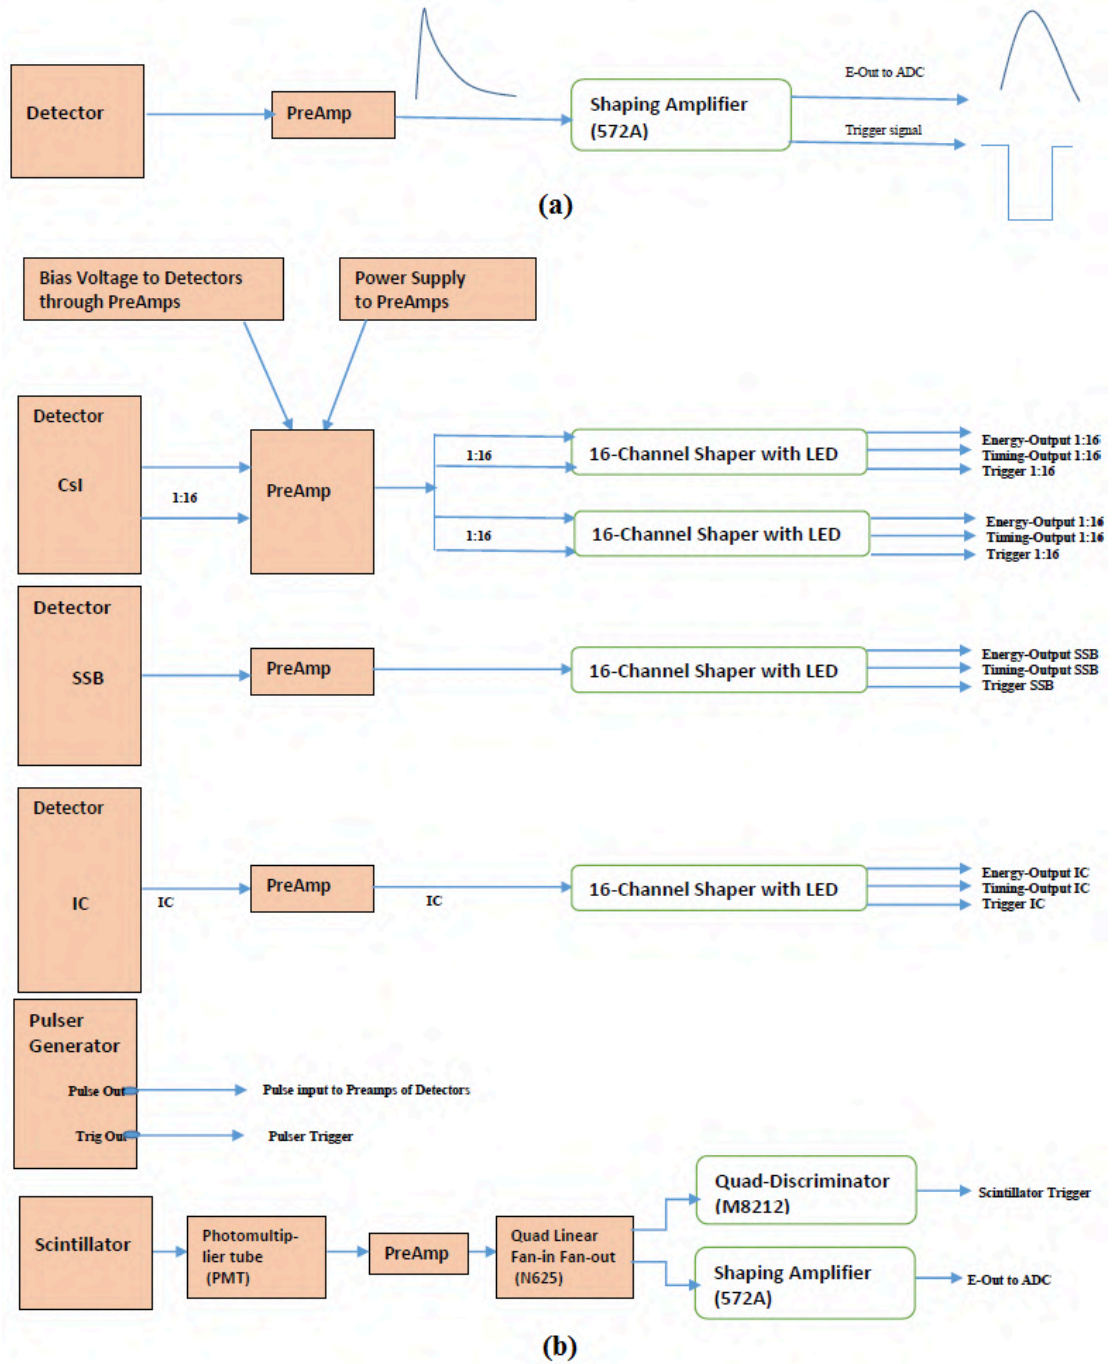 Detector
PreAmp
Shaping Amplifier
(572A)
E-Out to ADC
Trigger signal
(a)
Bias Voltage to Detectors
through PreAmps
Power Supply
to PreAmps
Detector
CsI
1:16
PreAmp
1:16
16-Channel Shaper with LED
Energy-Output 1:16
Timing-Output 1:16
Trigger 1:16
1:16
16-Channel Shaper with LED
Energy-Output 1:16
Timing-Output 1:16
Trigger 1:16
Detector
SSB
PreAmp
16-Channel Shaper with LED
Energy-Output SSB
Timing-Output SSB
Trigger SSB
Detector
IC
IC
PreAmp
IC
16-Channel Shaper with LED
Energy-Output IC
Timing-Output IC
Trigger IC
Pulser
Generator
Pulse Out
Pulse input to Preamps of Detectors
Trig Out
Pulser Trigger
Scintillator
Photomultip-
lier tube
(PMT)
PreAmp
Quad Linear
Fan-in Fan-out
(N625)
Quad-Discriminator
(M8212)
Scintillator Trigger
Shaping Amplifier
(572A)
E-Out to ADC
(b)